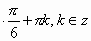 ·π/6 + πk, k ∈ z